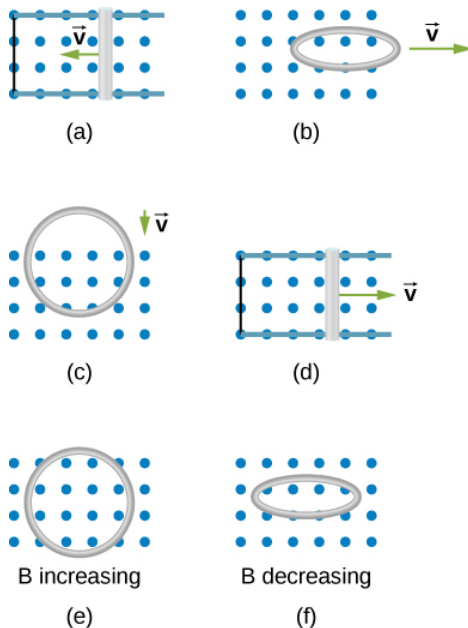 v⃗
v⃗
(a)
(b)
v⃗
v⃗
(c)
(d)
B increasing
B decreasing
(e)
(f)